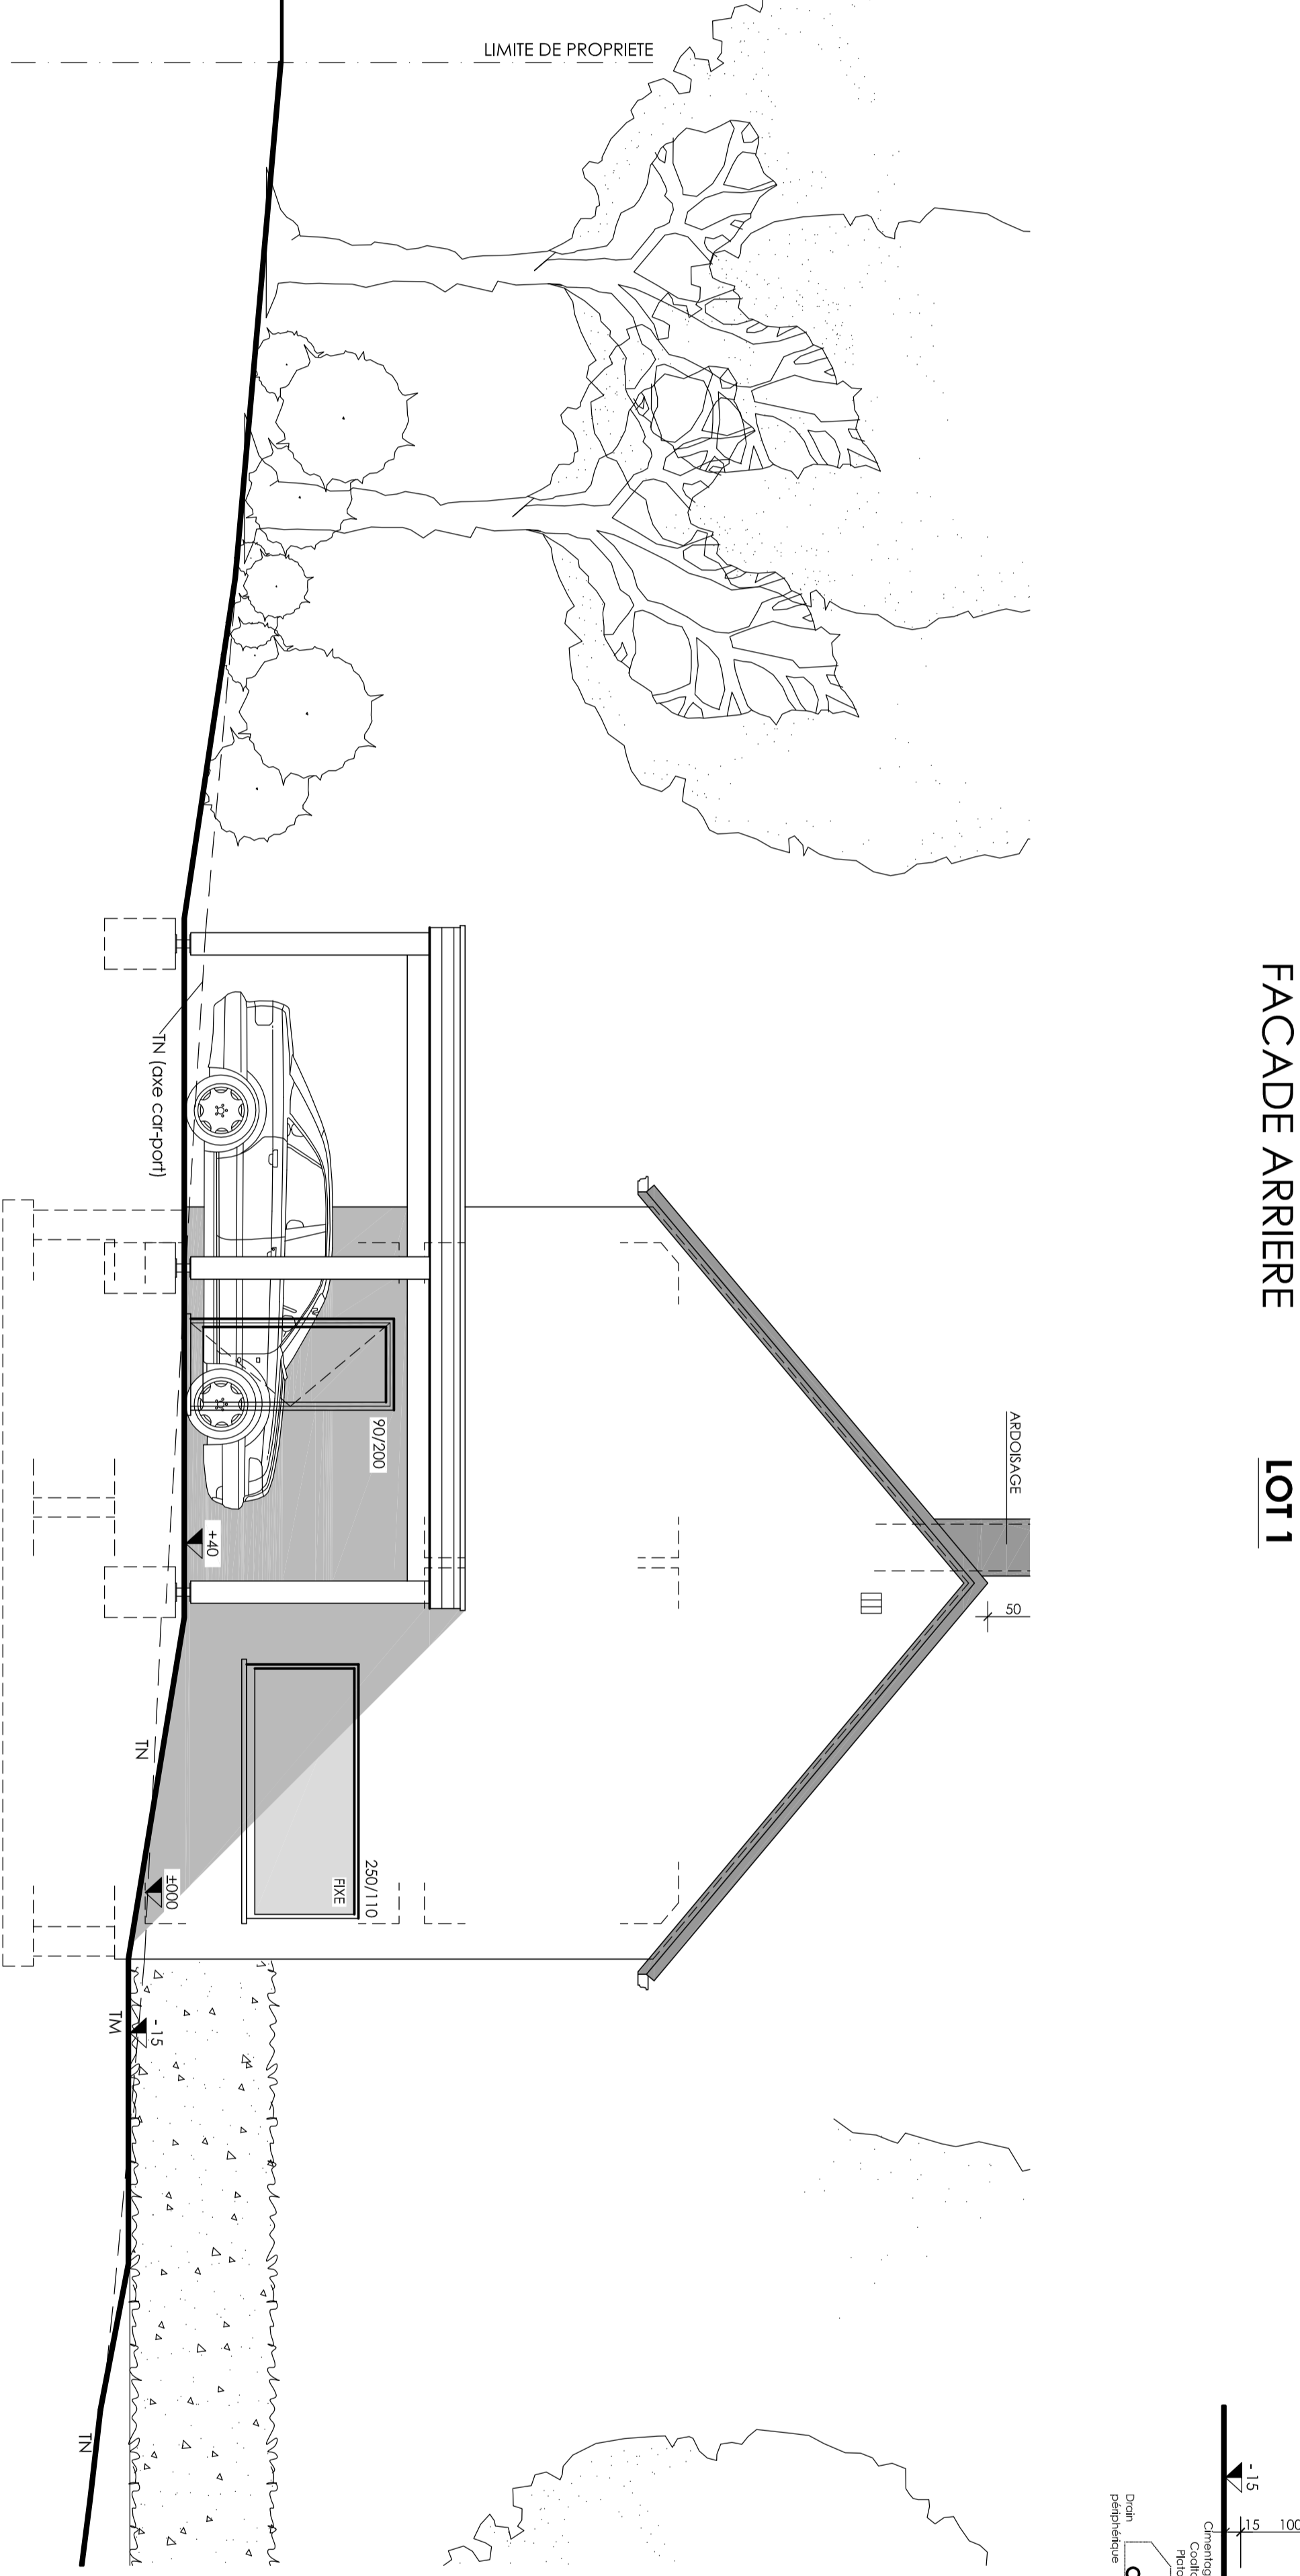 FACADE ARRIERE
LOT 1
LIMITE DE PROPRIETE
ARDOISAGE
50
90/200
250/110
FIXE
TN (axe car-port)
+40
TN
±000
- 15
TM
TN
- 15
15
100
Drain
périphérique